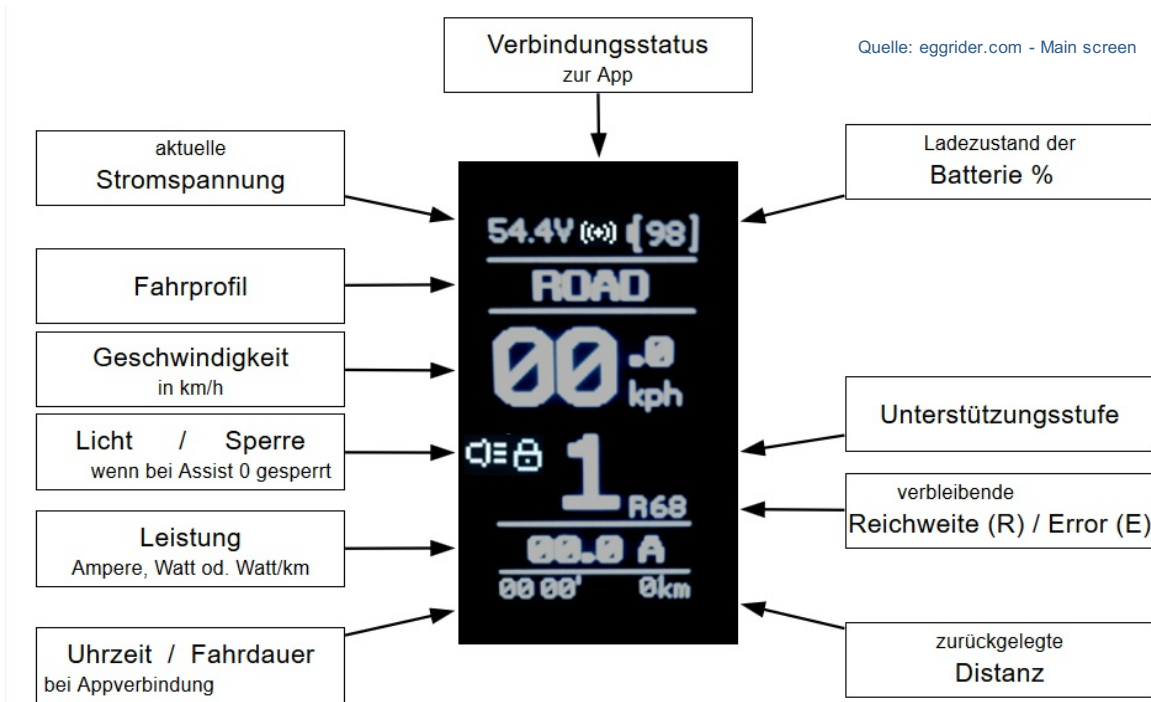 Verbindungsstatus
zur App
Quelle: eggrider.com - Main screen
aktuelle
Stromspannung
Ladezustand der
Batterie %
Fahrprofil
Geschwindigkeit
in km/h
Licht / Sperre
wenn bei Assist 0 gesperrt
Leistung
Ampere, Watt od. Watt/km
Uhrzeit / Fahrdauer
bei Appverbindung
54.4V [98]
ROAD
00.0
kph
1
R68
00.0 A
00 00' 0km
Unterstützungsstufe
verbleibende
Reichweite (R) / Error (E)
zurückgelegte
Distanz